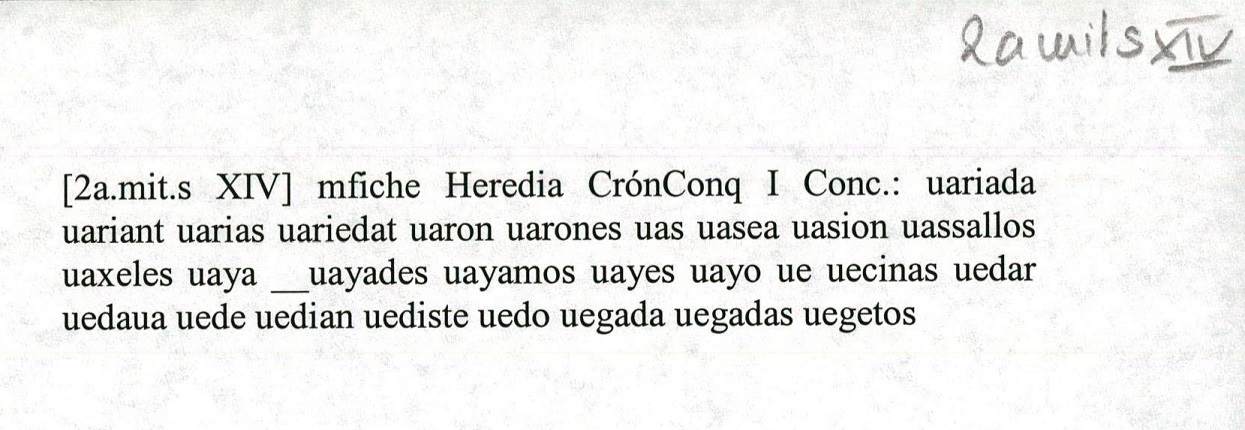 2a mit s XIV
[2a.mit.s XIV] mfiche Heredia CrónConq I Conc.: uariada
uariant uarias uariedat uaron uarones uas uasea uasion uassallos
uaxeles uaya __uayades uayamos uayes uayo ue uecinas uedar
uedaua uede uedian uediste uedo uegada uegadas uegetos